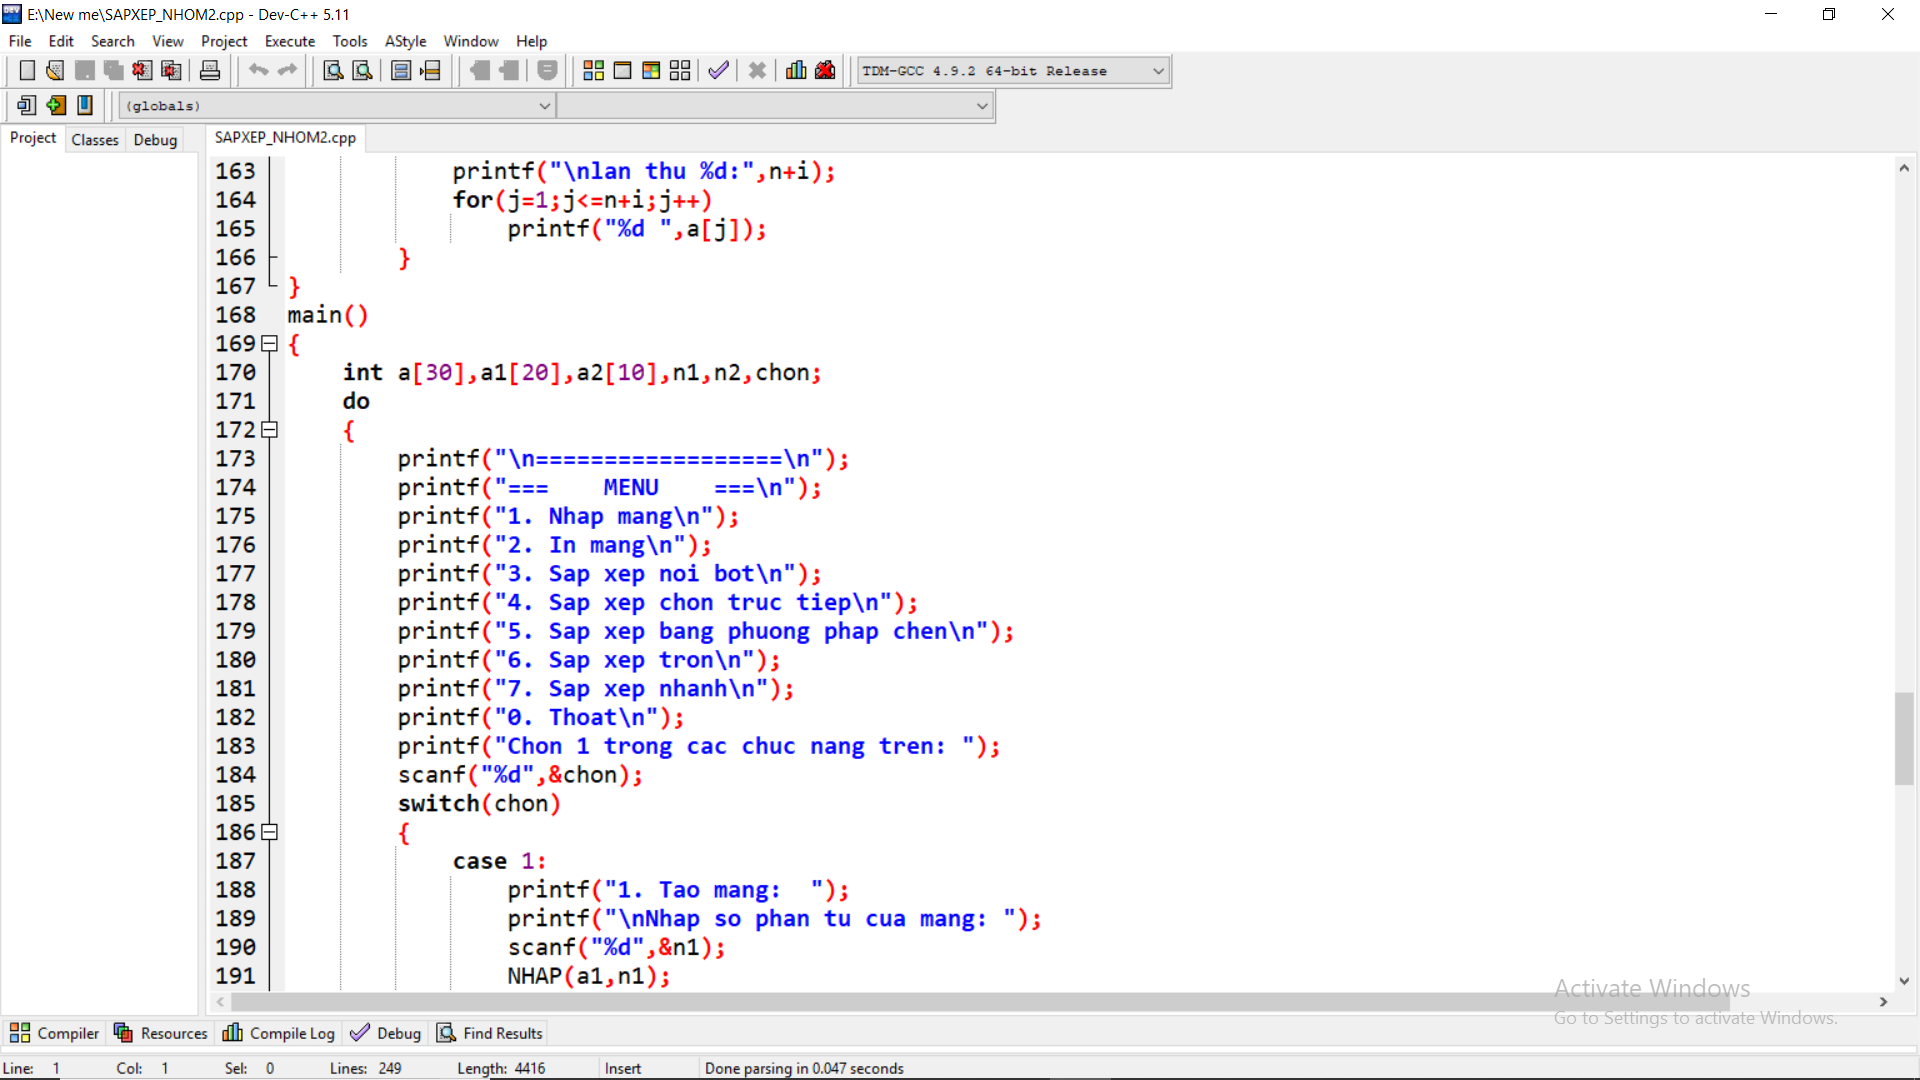 E:\New me\SAPXEP_NHOM2.cpp - Dev-C++ 5.11
File Edit Search View Project Execute Tools AStyle Window Help
TDM-GCC 4.9.2 64-bit Release
(globals)
Project Classes Debug SAPXEP_NHOM2.cpp
163 printf("\nlan thu %d:",n+i);
164 for(j=1;j<=n+i;j++)
165 printf("%d ",a[j]);
166 }
167 }
168 main()
169 {
170 int a[30],a1[20],a2[10],n1,n2,chon;
171 do
172 {
173 printf("\n==================\n");
174 printf("===    MENU    ===\n");
175 printf("1. Nhap mang\n");
176 printf("2. In mang\n");
177 printf("3. Sap xep noi bot\n");
178 printf("4. Sap xep chon truc tiep\n");
179 printf("5. Sap xep bang phuong phap chen\n");
180 printf("6. Sap xep tron\n");
181 printf("7. Sap xep nhanh\n");
182 printf("0. Thoat\n");
183 printf("Chon 1 trong cac chuc nang tren: ");
184 scanf("%d",&chon);
185 switch(chon)
186 {
187 case 1:
188 printf("1. Tao mang:  ");
189 printf("\nNhap so phan tu cua mang: ");
190 scanf("%d",&n1);
191 NHAP(a1,n1);
Activate Windows
Go to Settings to activate Windows.
Compiler Resources Compile Log Debug Find Results
Line: 1 Col: 1 Sel: 0 Lines: 249 Length: 4416 Insert Done parsing in 0.047 seconds